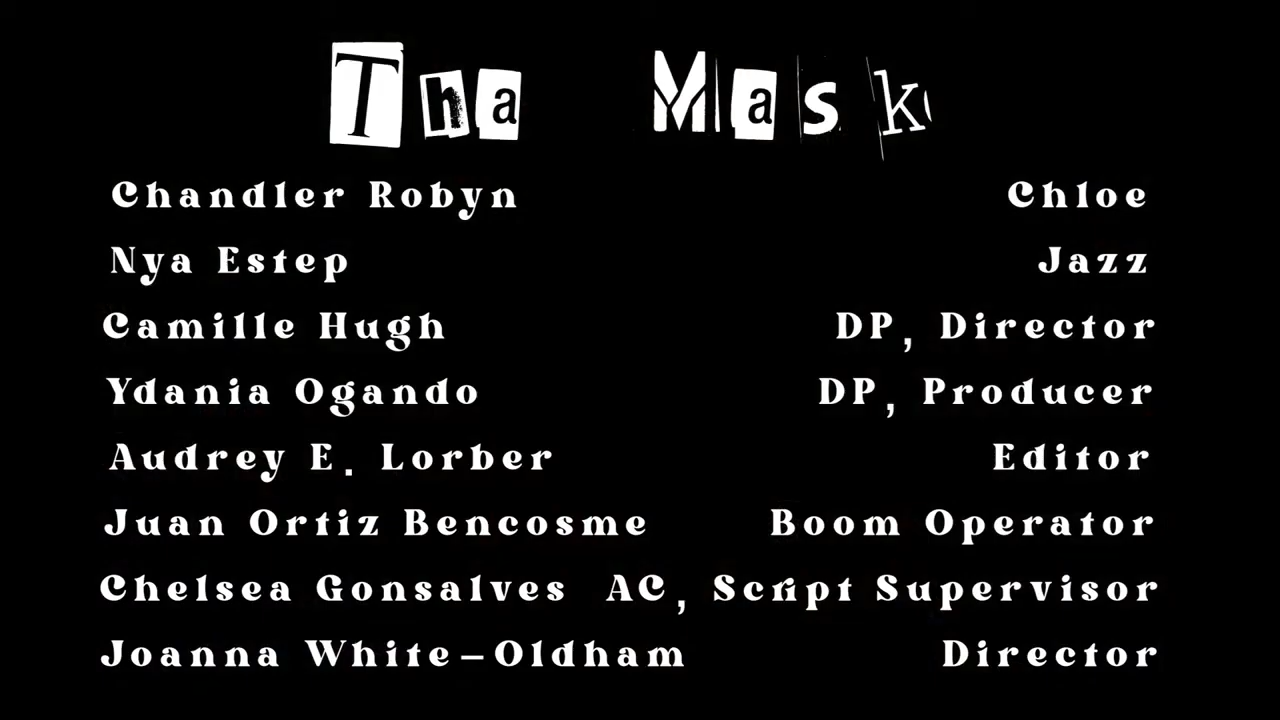 Tha Mask
Chandler Robyn Chloe
Nya Estep Jazz
Camille Hugh DP, Director
Ydania Ogando DP, Producer
Audrey E. Lorber Editor
Juan Ortiz Bencosme Boom Operator
Chelsea Gonsalves AC, Script Supervisor
Joanna White-Oldham Director